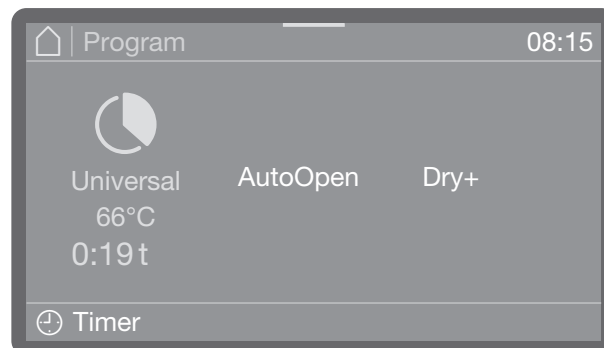 Program 08:15
Universal AutoOpen Dry+
66°C
0:19 t
Timer